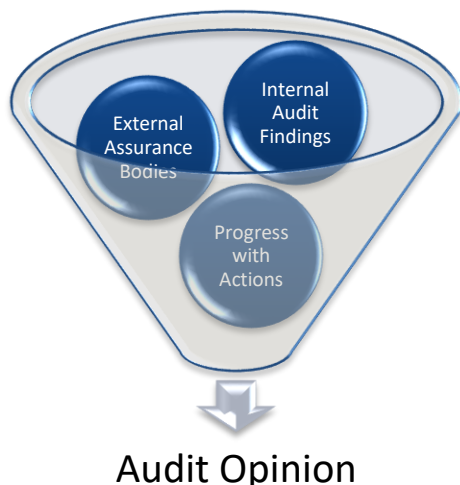 External
Assurance
Bodies
Internal
Audit
Findings
Progress
with
Actions
Audit Opinion